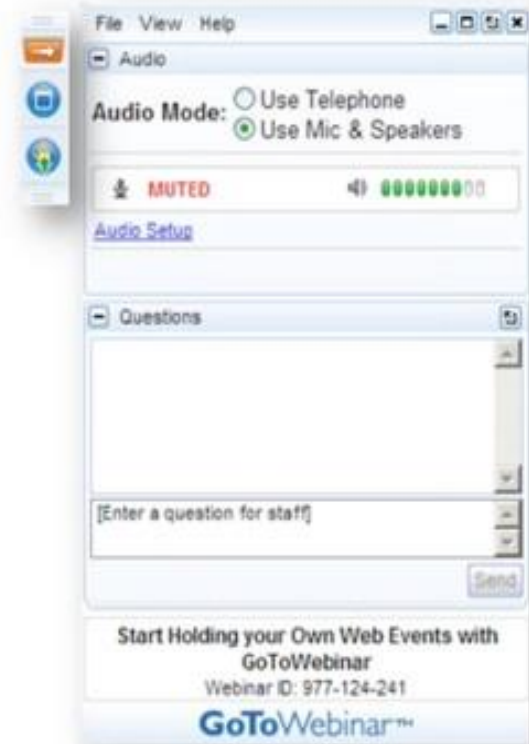 File View Help
Audio
Audio Mode: Use Telephone
Use Mic & Speakers
MUTED
Audio Setup
Questions
[Enter a question for staff]
Send
Start Holding your Own Web Events with
GoToWebinar
Webinar ID: 977-124-241
GoToWebinar™